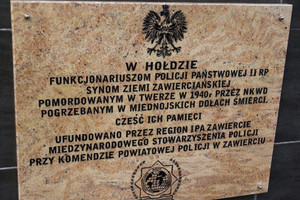 W HOŁDZIE
FUNKCJONARIUSZOM POLICJI PAŃSTWOWEJ II RP
SYNOM ZIEMI ZAWIERCIAŃSKIEJ
POMORDOWANYM W TWERZE W 1940r PRZEZ NKWD
POGRZEBANYM W MIEDNOJSKICH DOŁACH ŚMIERCI.
CZEŚĆ ICH PAMIĘCI
UFUNDOWANO PRZEZ REGION IPA ZAWIERCIE
MIĘDZYNARODOWEGO STOWARZYSZENIA POLICJI
PRZY KOMENDZIE POWIATOWEJ POLICJI W ZAWIERCIU